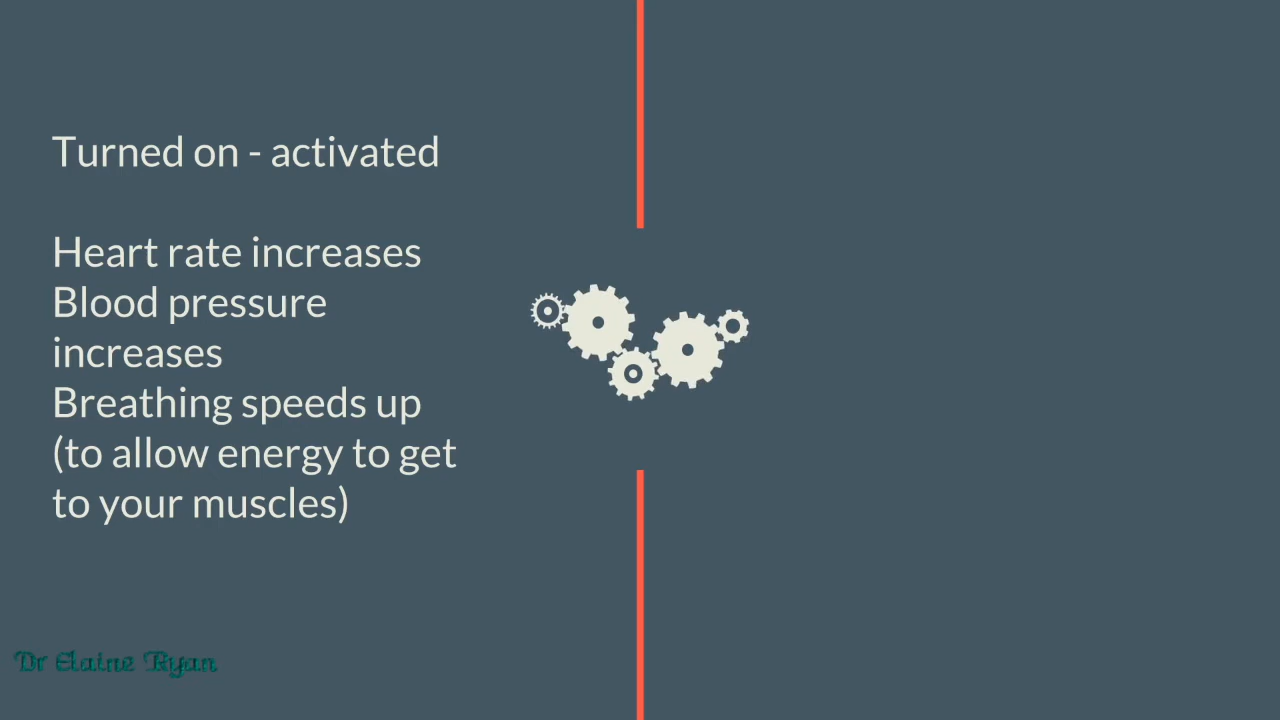 Turned on - activated
Heart rate increases
Blood pressure
increases
Breathing speeds up
(to allow energy to get
to your muscles)
Dr Elaine Ryan